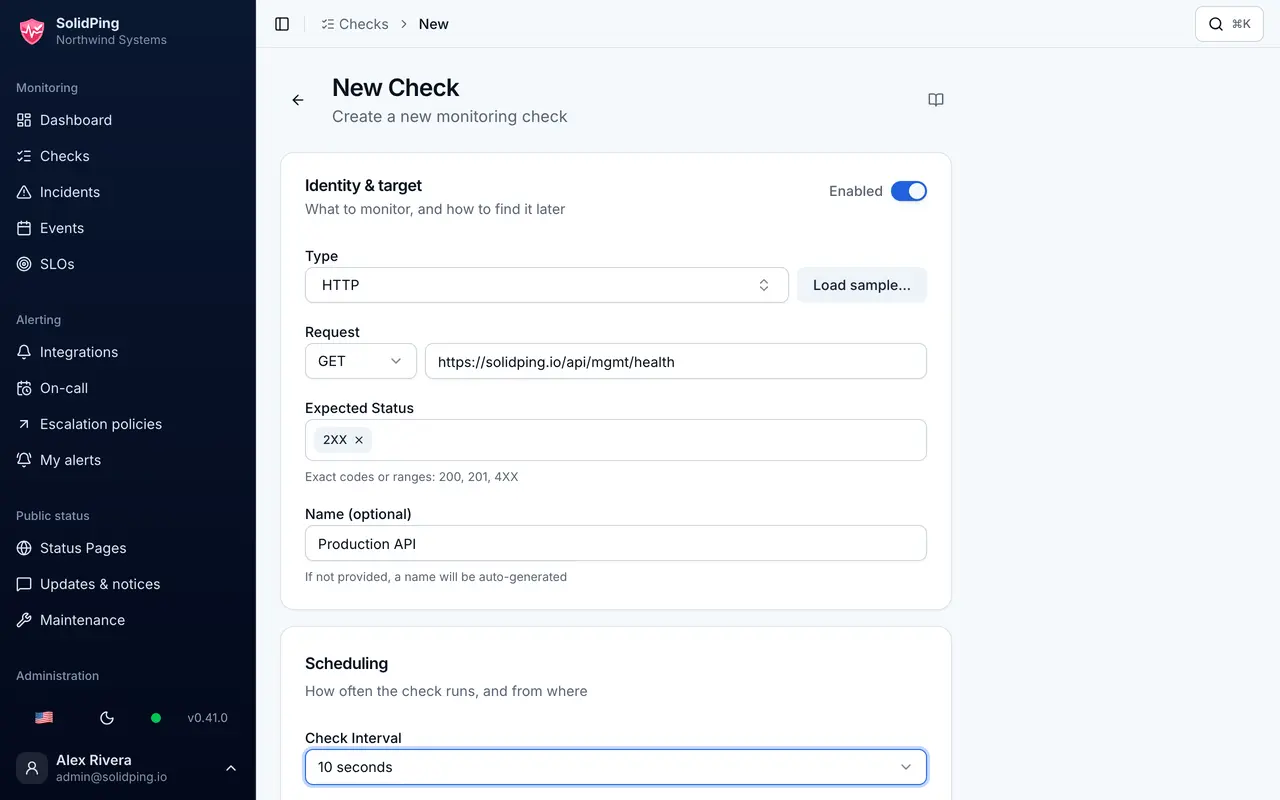 SolidPing
Northwind Systems
Monitoring
Dashboard
Checks
Incidents
Events
SLOs
Alerting
Integrations
On-call
Escalation policies
My alerts
Public status
Status Pages
Updates & notices
Maintenance
Administration
v0.41.0
Alex Rivera
admin@solidping.io
Checks > New
⌘K
New Check
Create a new monitoring check
Identity & target
Enabled
What to monitor, and how to find it later
Type
HTTP
Load sample...
Request
GET
https://solidping.io/api/mgmt/health
Expected Status
2XX ×
Exact codes or ranges: 200, 201, 4XX
Name (optional)
Production API
If not provided, a name will be auto-generated
Scheduling
How often the check runs, and from where
Check Interval
10 seconds